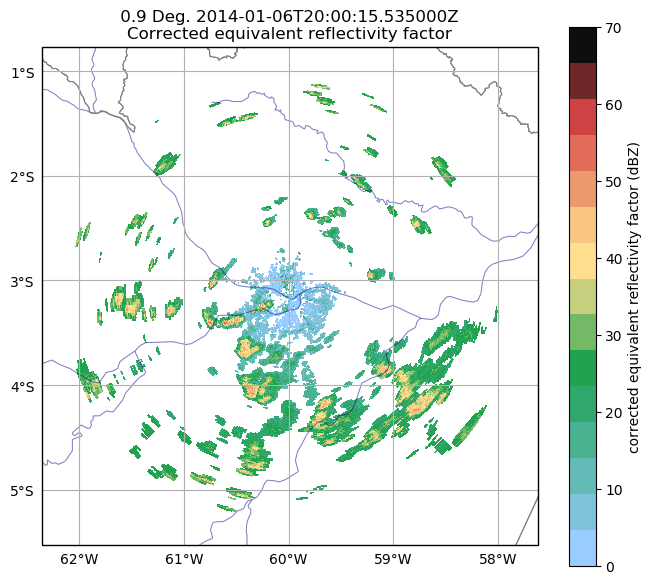 0.9 Deg. 2014-01-06T20:00:15.535000Z
Corrected equivalent reflectivity factor
1°S
2°S
3°S
4°S
5°S
62°W
61°W
60°W
59°W
58°W
70
60
50
40
30
20
10
0
corrected equivalent reflectivity factor (dBZ)